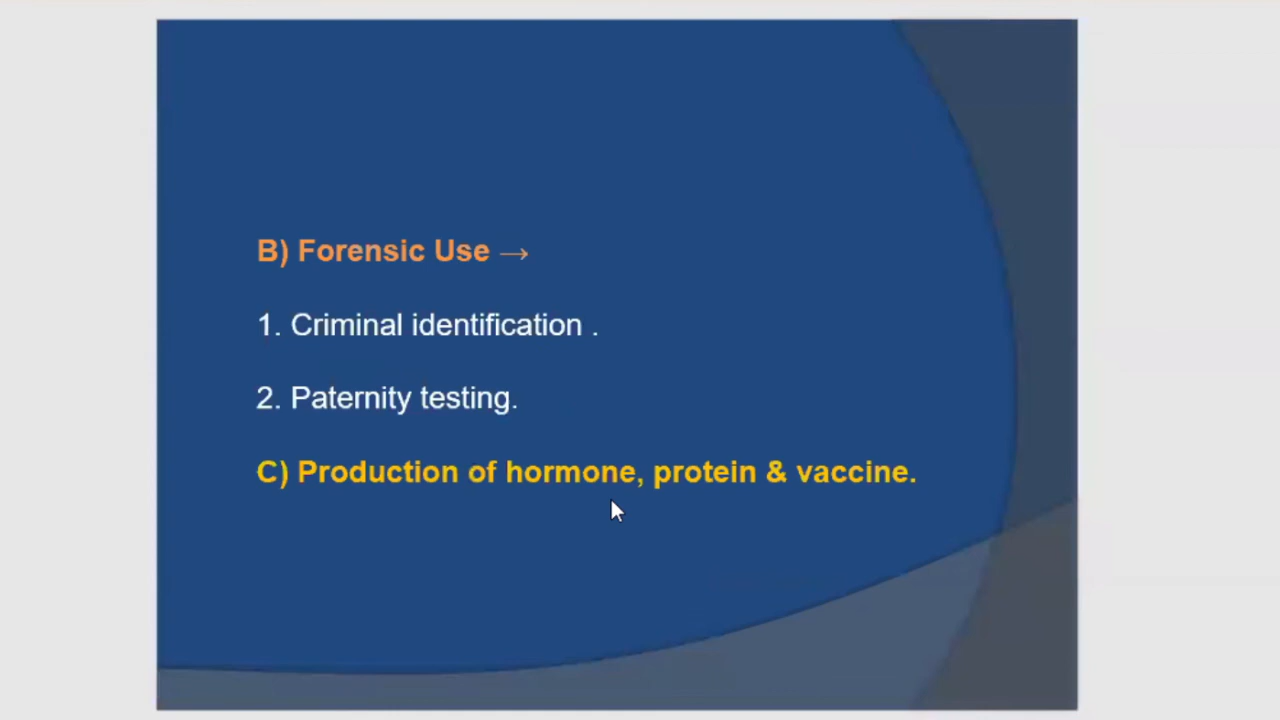 B) Forensic Use →
1. Criminal identification .
2. Paternity testing.
C) Production of hormone, protein & vaccine.